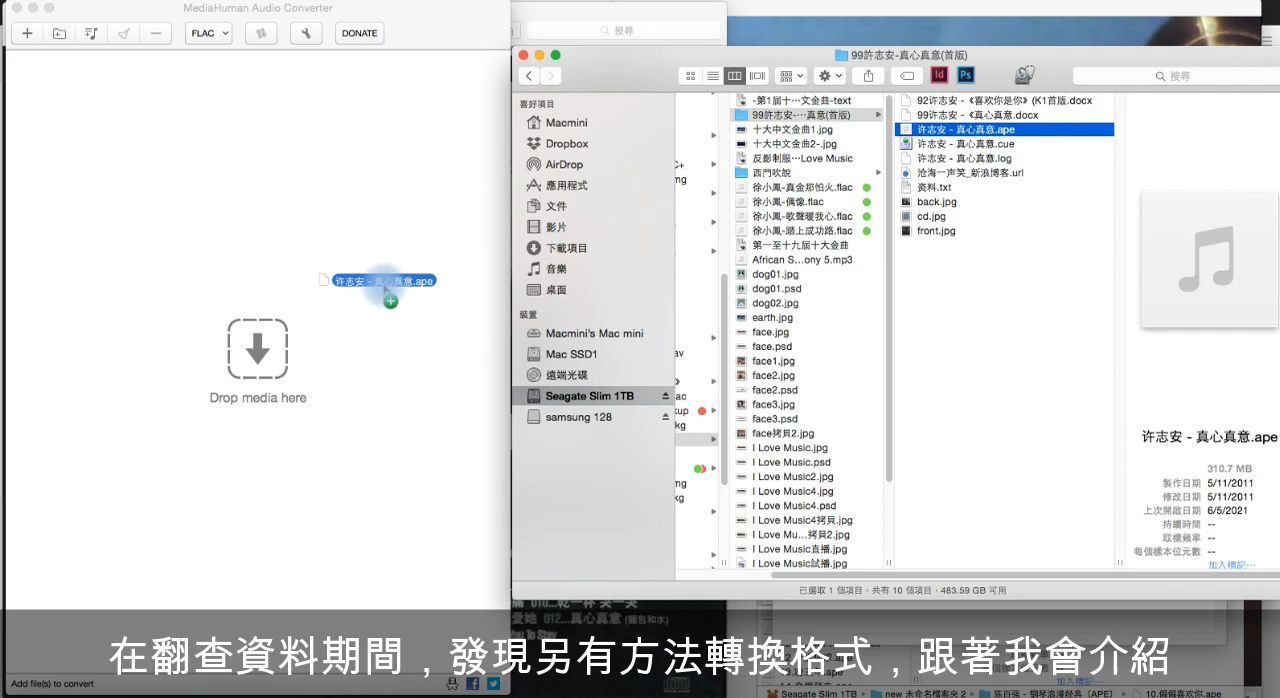 MediaHuman Audio Converter
FLAC
DONATE
搜尋
Drop media here
许志安 - 真心真意.ape
Add file(s) to convert
99許志安-真心真意(首版)
Id
Ps
搜尋
喜好項目
Macmini
Dropbox
AirDrop
應用程式
文件
影片
下載項目
音樂
桌面
裝置
Macmini's Mac mini
Mac SSD1
遠端光碟
Seagate Slim 1TB
samsung 128
-第1届十⋯文金曲-text
99許志安-⋯真意(首版)
十大中文金曲1.jpg
十大中文金曲2-.jpg
反影制服⋯Love Music
西門吹說
徐小鳳-真金那怕火.flac
徐小鳳-偶像.flac
徐小鳳-歌聲暖我心.flac
徐小鳳-踏上成功路.flac
第一至十九屆十大金曲
African S...ony 5.mp3
dog01.jpg
dog01.psd
dog02.jpg
earth.jpg
face.jpg
face.psd
face1.jpg
face2.jpg
face2.psd
face3.jpg
face3.psd
face拷貝2.jpg
I Love Music.jpg
I Love Music.psd
I Love Music2.jpg
I Love Music4.jpg
I Love Music4.psd
I Love Music4拷貝.jpg
I Love Mu...拷貝2.jpg
I Love Music直播.jpg
I Love Music試播.jpg
92许志安 - 《喜欢你是你》(K1首版.docx
99许志安 - 《真心真意.docx
许志安 - 真心真意.ape
许志安 - 真心真意.cue
许志安 - 真心真意.log
沧海一声笑_新浪博客.url
资料.txt
back.jpg
cd.jpg
front.jpg
许志安 - 真心真意.ape
310.7 MB
製作日期 5/11/2011
修改日期 5/11/2011
上次開啟日期 6/5/2021
持續時間 --
取樣頻率 --
每個樣本位元數 --
加入標記⋯
已選取 1 個項目，共有 10 個項目，483.59 GB 可用
在翻查資料期間，發現另有方法轉換格式，跟著我會介紹
Seagate Slim 1TB
new 未命名檔案夾 2